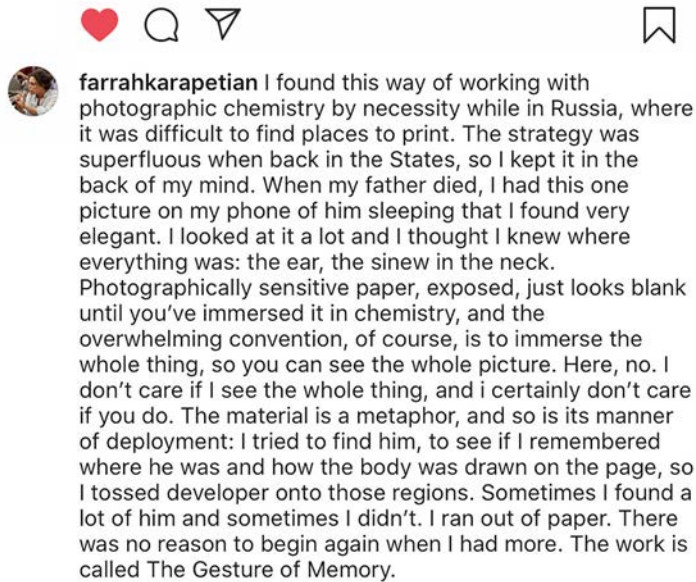 farrahkarapetian I found this way of working with
photographic chemistry by necessity while in Russia, where
it was difficult to find places to print. The strategy was
superfluous when back in the States, so I kept it in the
back of my mind. When my father died, I had this one
picture on my phone of him sleeping that I found very
elegant. I looked at it a lot and I thought I knew where
everything was: the ear, the sinew in the neck.
Photographically sensitive paper, exposed, just looks blank
until you’ve immersed it in chemistry, and the
overwhelming convention, of course, is to immerse the
whole thing, so you can see the whole picture. Here, no. I
don’t care if I see the whole thing, and i certainly don’t care
if you do. The material is a metaphor, and so is its manner
of deployment: I tried to find him, to see if I remembered
where he was and how the body was drawn on the page, so
I tossed developer onto those regions. Sometimes I found a
lot of him and sometimes I didn’t. I ran out of paper. There
was no reason to begin again when I had more. The work is
called The Gesture of Memory.